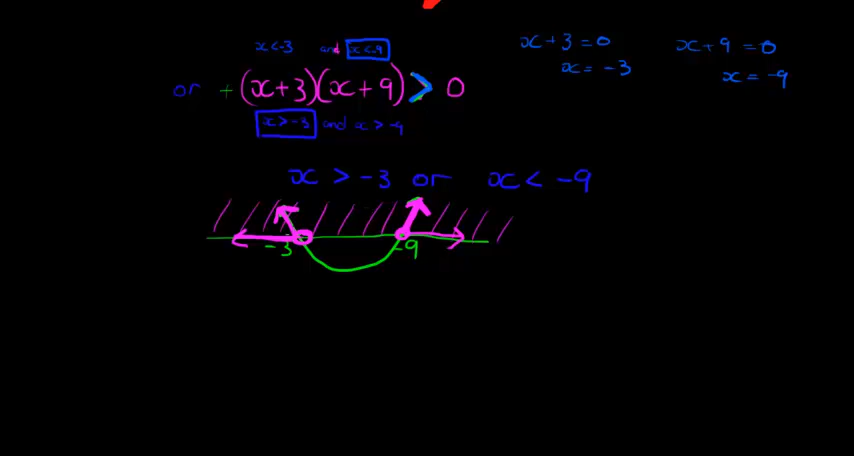 x<-3 and x<-9
x+3=0
x+9=0
x=-3
x=-9
or +(x+3)(x+9)>0
x>-3 and x>-9
x>-3 or x<-9
-3 -9